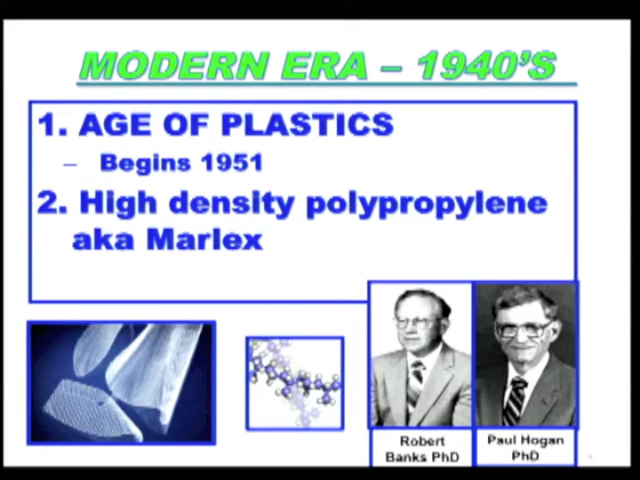 MODERN ERA – 1940'S
1. AGE OF PLASTICS
– Begins 1951
2. High density polypropylene
aka Marlex
Robert
Banks PhD
Paul Hogan
PhD